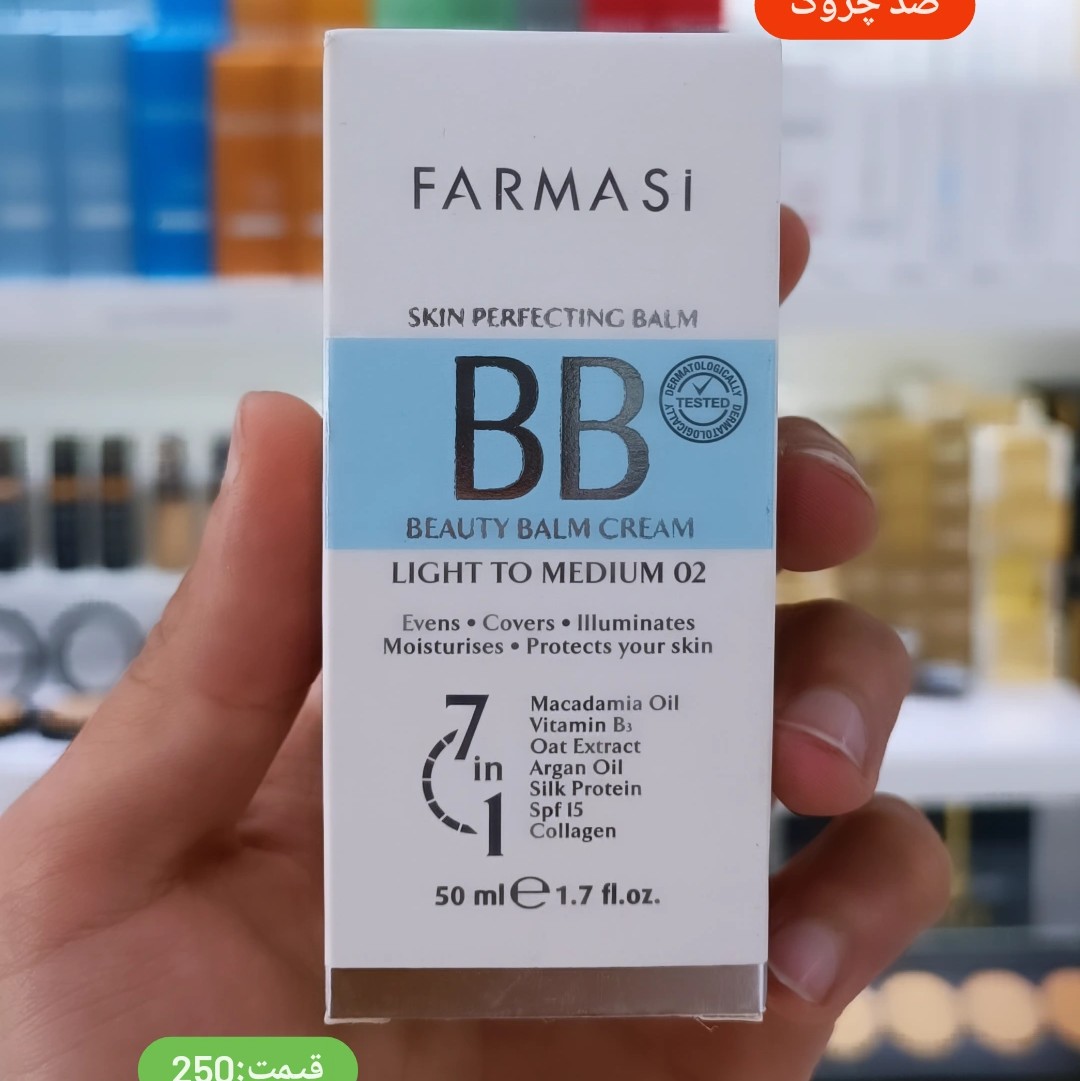 ضد چروک
FARMASi
SKIN PERFECTING BALM
BB
DERMATOLOGICALLY
TESTED
DERMATOLOGICALLY
BEAUTY BALM CREAM
LIGHT TO MEDIUM 02
Evens • Covers • Illuminates
Moisturises • Protects your skin
7 in 1
Macadamia Oil
Vitamin B₃
Oat Extract
Argan Oil
Silk Protein
Spf 15
Collagen
50 ml ℮ 1.7 fl.oz.
قیمت:250